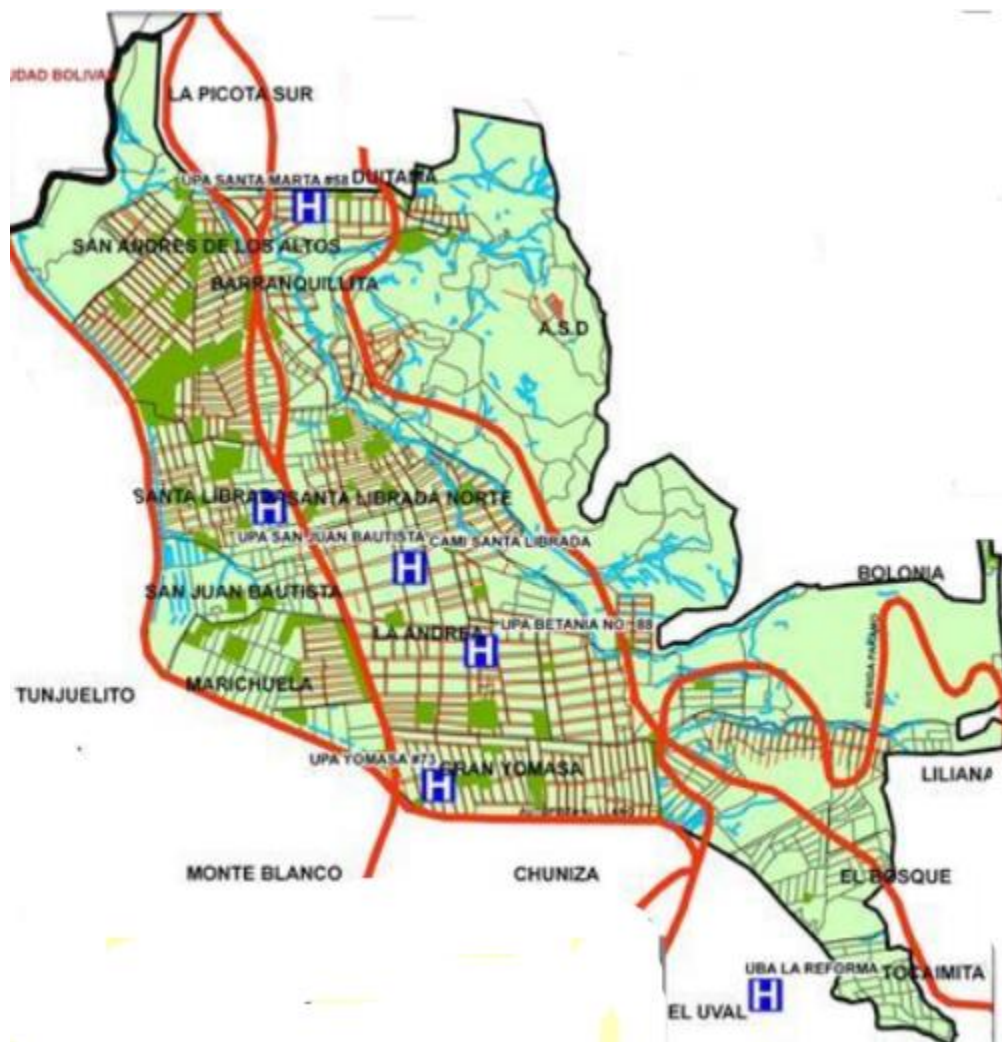 LA PICOTA SUR
UPA SANTA MARTA #58
DUITAMA
H
SAN ANDRES DE LOS ALTOS
BARRANQUILLITA
A.S.D
SANTA LIBRADA
SANTA LIBRADA NORTE
H
UPA SAN JUAN BAUTISTA
CAMI SANTA LIBRADA
H
BOLONIA
SAN JUAN BAUTISTA
LA ANDREA
UPA BETANIA NO 88
H
MARICHUELA
TUNJUELITO
UPA YOMASA #73
GRAN YOMASA
H
LILIANA
MONTE BLANCO
CHUNIZA
EL BOSQUE
UBA LA REFORMA
TOCAIMITA
H
EL UVAL